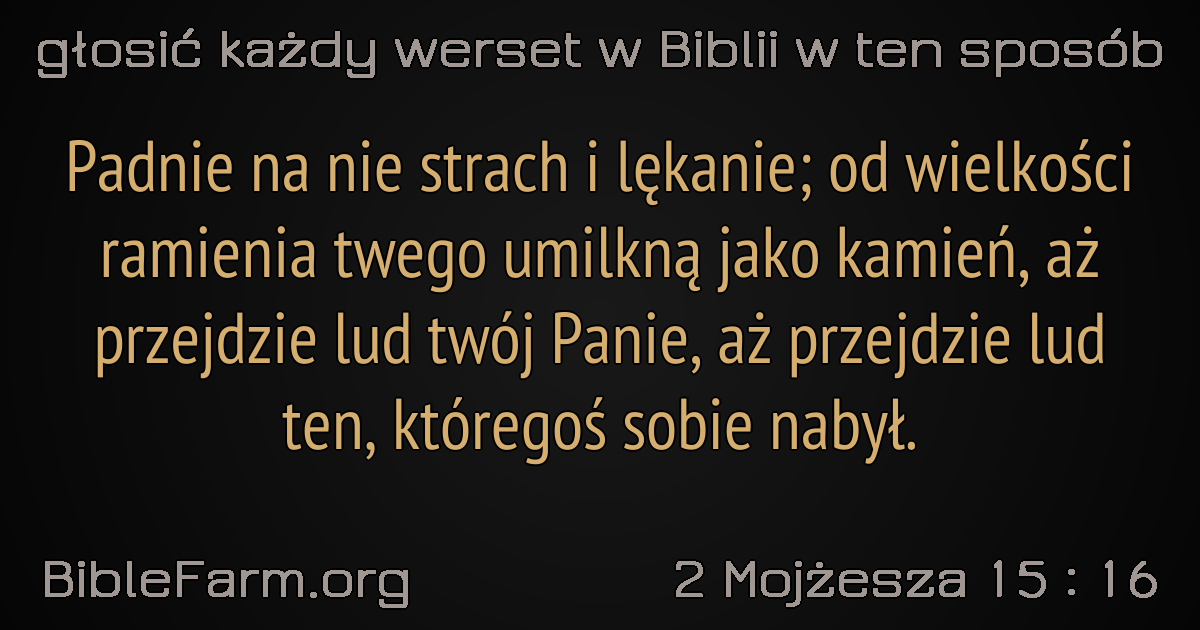 głosić każdy werset w Biblii w ten sposób
Padnie na nie strach i lękanie; od wielkości
ramienia twego umilkną jako kamień, aż
przejdzie lud twój Panie, aż przejdzie lud
ten, któregoś sobie nabył.
BibleFarm.org
2 Mojżesza 15 : 16